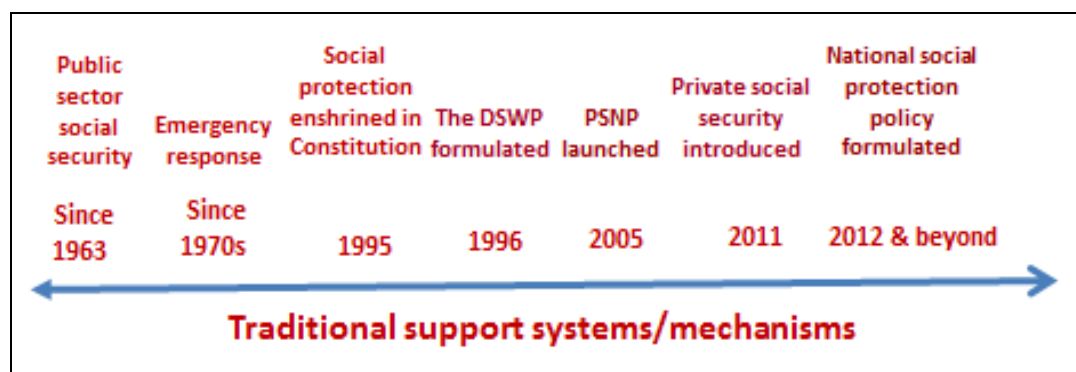 Public
sector
social
security
Since
1963
Emergency
response
Since
1970s
Social
protection
enshrined in
Constitution
1995
The DSWP
formulated
1996
PSNP
launched
2005
Private social
security
introduced
2011
National social
protection
policy
formulated
2012 & beyond
Traditional support systems/mechanisms